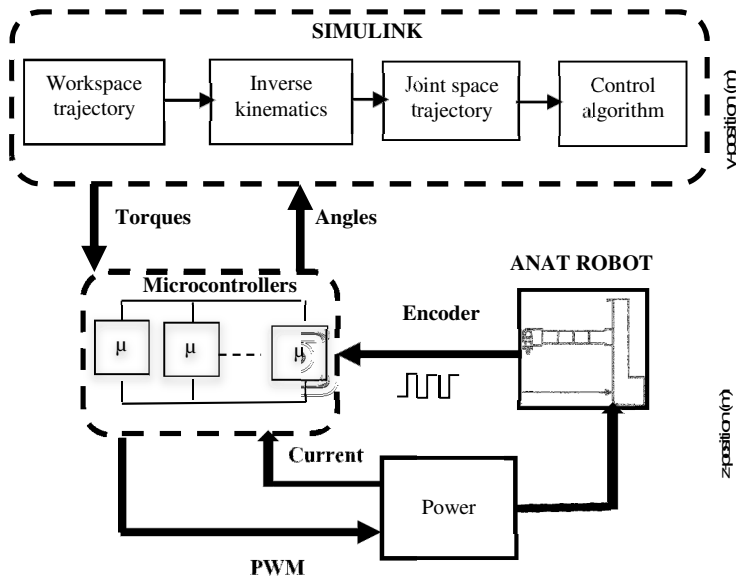 SIMULINK
Workspace
trajectory
Inverse
kinematics
Joint space
trajectory
Control
algorithm
Torques
Angles
Microcontrollers
μ
μ
μ
Encoder
ANAT ROBOT
Current
Power
PWM
z-position(m)